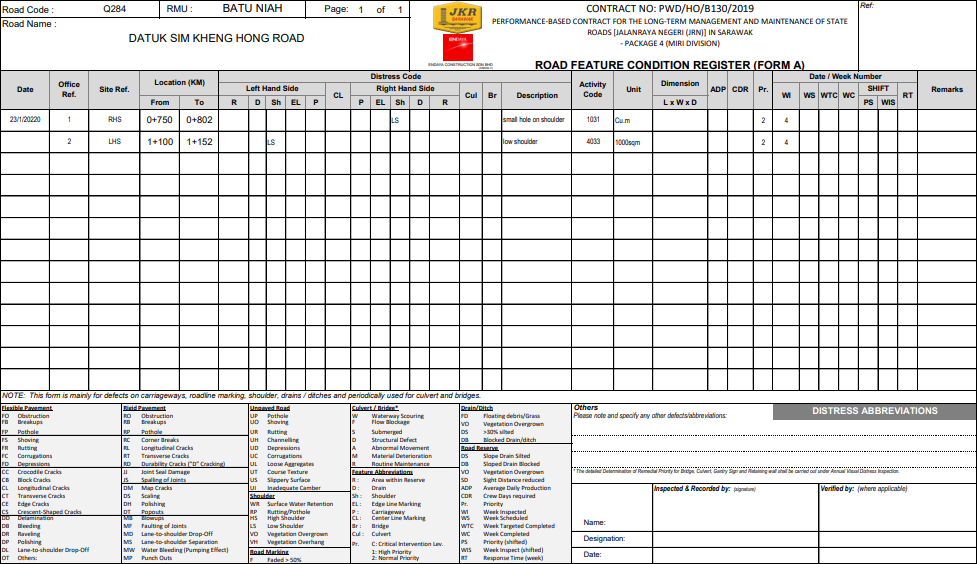 Road Code : Q284 RMU : BATU NIAH Page: 1 of 1
Road Name :
DATUK SIM KHENG HONG ROAD
JKR
SARAWAK
ENDAYA
ENDAYA CONSTRUCTION SDN BHD
CONTRACT NO: PWD/HO/B130/2019
PERFORMANCE-BASED CONTRACT FOR THE LONG-TERM MANAGEMENT AND MAINTENANCE OF STATE
ROADS [JALANRAYA NEGERI (JRN)] IN SARAWAK
- PACKAGE 4 (MIRI DIVISION)
ROAD FEATURE CONDITION REGISTER (FORM A)
Ref:
Date Office Ref. Site Ref. Location (KM) From To Distress Code Left Hand Side R D Sh EL P CL Right Hand Side P EL Sh D R Cul Br Description Activity Code Unit Dimension L x W x D ADP CDR Pr. Date / Week Number WI WS WTC WC SHIFT PS WIS RT Remarks
23/1/20220 1 RHS 0+750 0+802 LS small hole on shoulder 1031 Cu.m 2 4
2 LHS 1+100 1+152 LS low shoulder 4033 1000sqm 2 4
NOTE: This form is mainly for defects on carriageways, roadline marking, shoulder, drains / ditches and periodically used for culvert and bridges.
Flexible Pavement
FO Obstruction
FB Breakups
FP Pothole
FS Shoving
FR Rutting
FL Corrugations
FD Depressions
CC Crocodile Cracks
CB Block Cracks
CL Longitudinal Cracks
CT Transverse Cracks
CE Edge Cracks
CS Crescent-Shaped Cracks
DD Delamination
DB Bleeding
DR Raveling
DP Polishing
DL Lane-to-shoulder Drop-Off
OT Others:
Rigid Pavement
RO Obstruction
RB Breakups
RP Pothole
RC Corner Breaks
RL Longitudinal Cracks
RT Transverse Cracks
RD Durability Cracks ("D" Cracking)
JJ Joint Seal Damage
JS Spalling of Joints
DM Map Cracks
DS Scaling
DH Polishing
DT Popouts
MB Blowups
MF Faulting of Joints
MD Lane-to-shoulder Drop-Off
MS Lane-to-shoulder Separation
MW Water Bleeding (Pumping Effect)
MP Punch Outs
Unpaved Road
UP Pothole
UO Shoving
UR Rutting
UH Channelling
UD Depressions
UC Corrugations
UL Loose Aggregates
UT Course Texture
US Slippery Surface
UI Inadequate Camber
Shoulder
WR Surface Water Retention
RP Rutting/Pothole
HS High Shoulder
LS Low Shoulder
VO Vegetation Overgrown
VH Vegetation Overhang
Road Marking
F Faded > 50%
Culvert / Bridge*
W Waterway Scouring
F Flow Blockage
S Submerged
D Structural Defect
A Abnormal Movement
M Material Deterioration
R Routine Maintenance
Feature Abbreviations
R : Area within Reserve
D : Drain
Sh : Shoulder
EL : Edge Line Marking
P : Carriageway
CL : Center Line Marking
Br : Bridge
Cul : Culvert
Pr. C: Critical Intervention Lev.
1: High Priority
2: Normal Priority
Drain/Ditch
FD Floating debris/Grass
VO Vegetation Overgrown
DS >30% silted
DB Blocked Drain/ditch
Road Reserve
DS Slope Drain Silted
DB Sloped Drain Blocked
VO Vegetation Overgrown
SD Sight Distance reduced
ADP Average Daily Production
CDR Crew Days required
Pr. Priority
WI Week Inspected
WS Week Scheduled
WTC Week Targeted Completed
WC Week Completed
PS Priority (shifted)
WIS Week Inspect (shifted)
RT Response Time (week)
Others
Please note and specify any other defects/abbreviations:
DISTRESS ABBREVIATIONS
* The detailed Determination of Remedial Priority for Bridge, Culvert, Gantry Sign and Retaining wall shall be carried out under Annual Visual Distress Inspection.
Inspected & Recorded by: (signature) Verified by: (where applicable)
Name:
Designation:
Date: